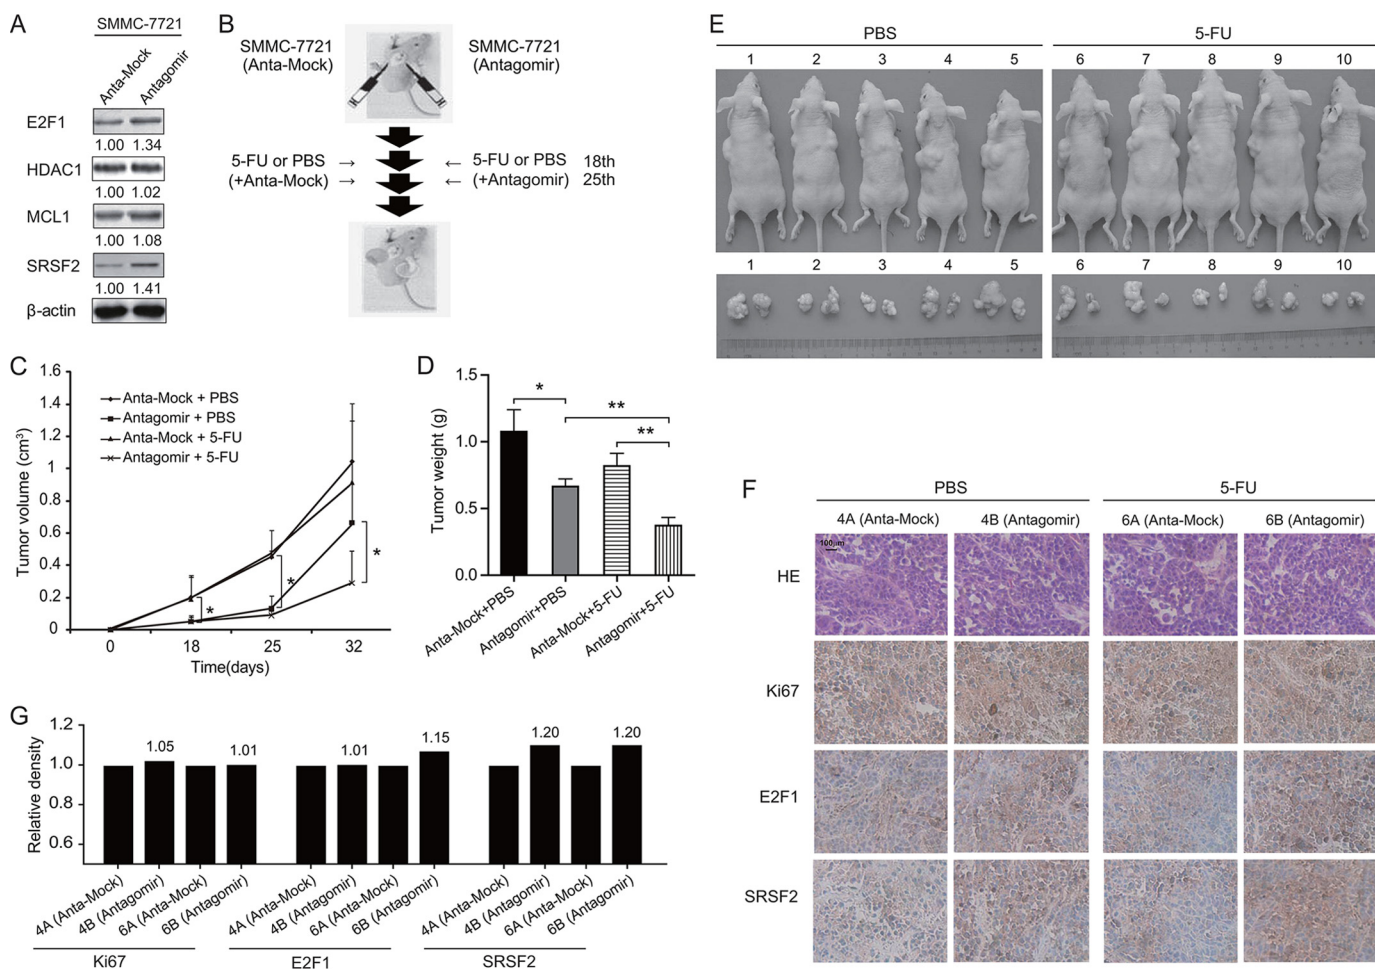 A
SMMC-7721
Anta-Mock
Antagomir
E2F1
1.00 1.34
HDAC1
1.00 1.02
MCL1
1.00 1.08
SRSF2
1.00 1.41
β-actin
B
SMMC-7721
(Anta-Mock)
SMMC-7721
(Antagomir)
5-FU or PBS → ← 5-FU or PBS 18th
(+Anta-Mock) → ← (+Antagomir) 25th
C
1.6
1.4
1.2
1
0.8
0.6
0.4
0.2
0
Tumor volume (cm³)
Anta-Mock + PBS
Antagomir + PBS
Anta-Mock + 5-FU
Antagomir + 5-FU
*
*
*
0 18 25 32
Time(days)
D
1.5
1.0
0.5
0.0
Tumor weight (g)
*
**
**
Anta-Mock+PBS
Antagomir+PBS
Anta-Mock+5-FU
Antagomir+5-FU
E
PBS 5-FU
1 2 3 4 5 6 7 8 9 10
1 2 3 4 5 6 7 8 9 10
F
PBS 5-FU
4A (Anta-Mock) 4B (Antagomir) 6A (Anta-Mock) 6B (Antagomir)
100μm
HE
Ki67
E2F1
SRSF2
G
1.2
1.0
0.8
0.6
Relative density
1.05 1.01 1.01 1.15 1.20 1.20
4A (Anta-Mock)
4B (Antagomir)
6A (Anta-Mock)
6B (Antagomir)
4A (Anta-Mock)
4B (Antagomir)
6A (Anta-Mock)
6B (Antagomir)
4A (Anta-Mock)
4B (Antagomir)
6A (Anta-Mock)
6B (Antagomir)
Ki67 E2F1 SRSF2